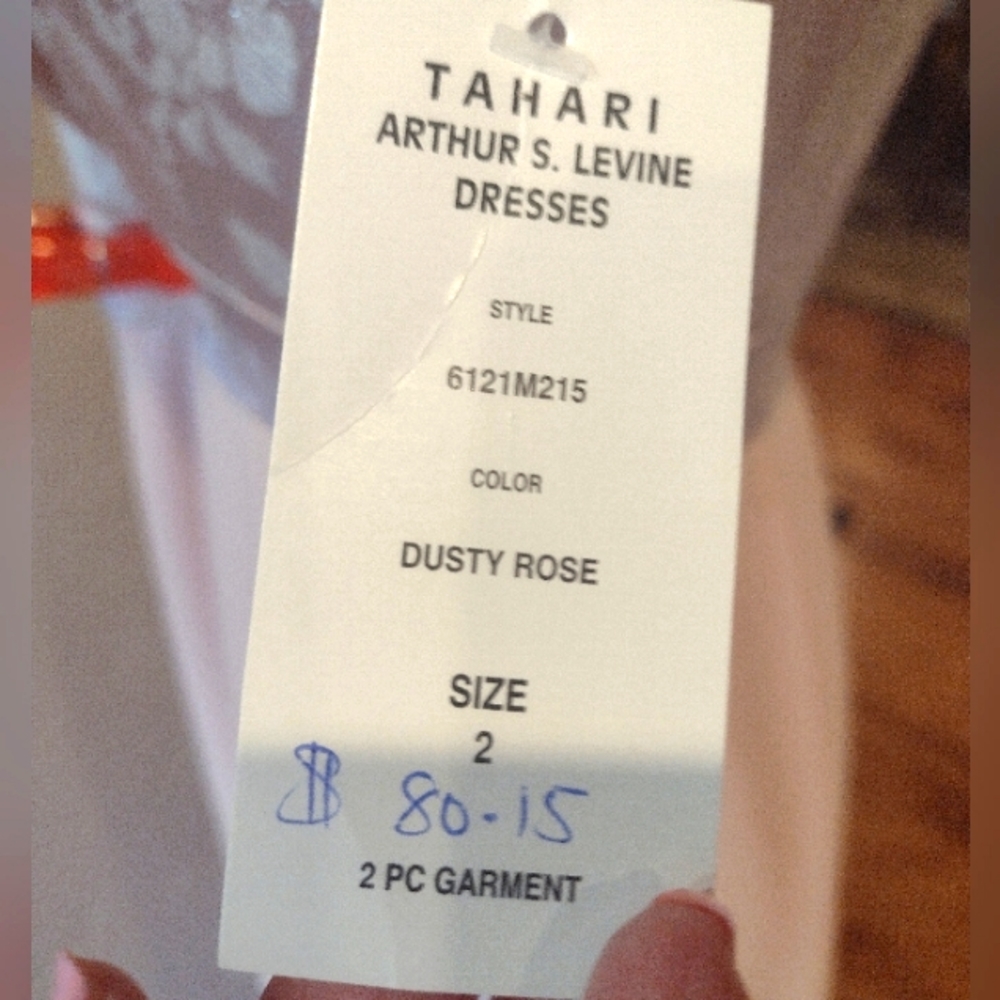 TAHARI
ARTHUR S. LEVINE
DRESSES
STYLE
6121M215
COLOR
DUSTY ROSE
SIZE
2
$ 80-15
2 PC GARMENT